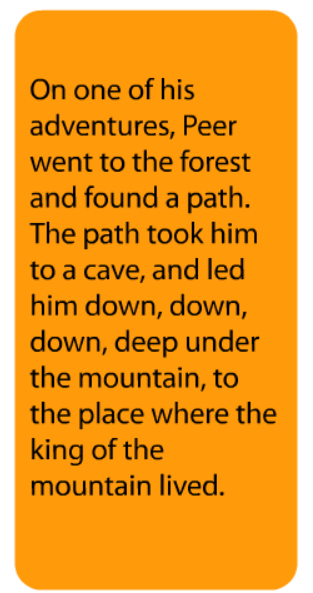 On one of his
adventures, Peer
went to the forest
and found a path.
The path took him
to a cave, and led
him down, down,
down, deep under
the mountain, to
the place where the
king of the
mountain lived.